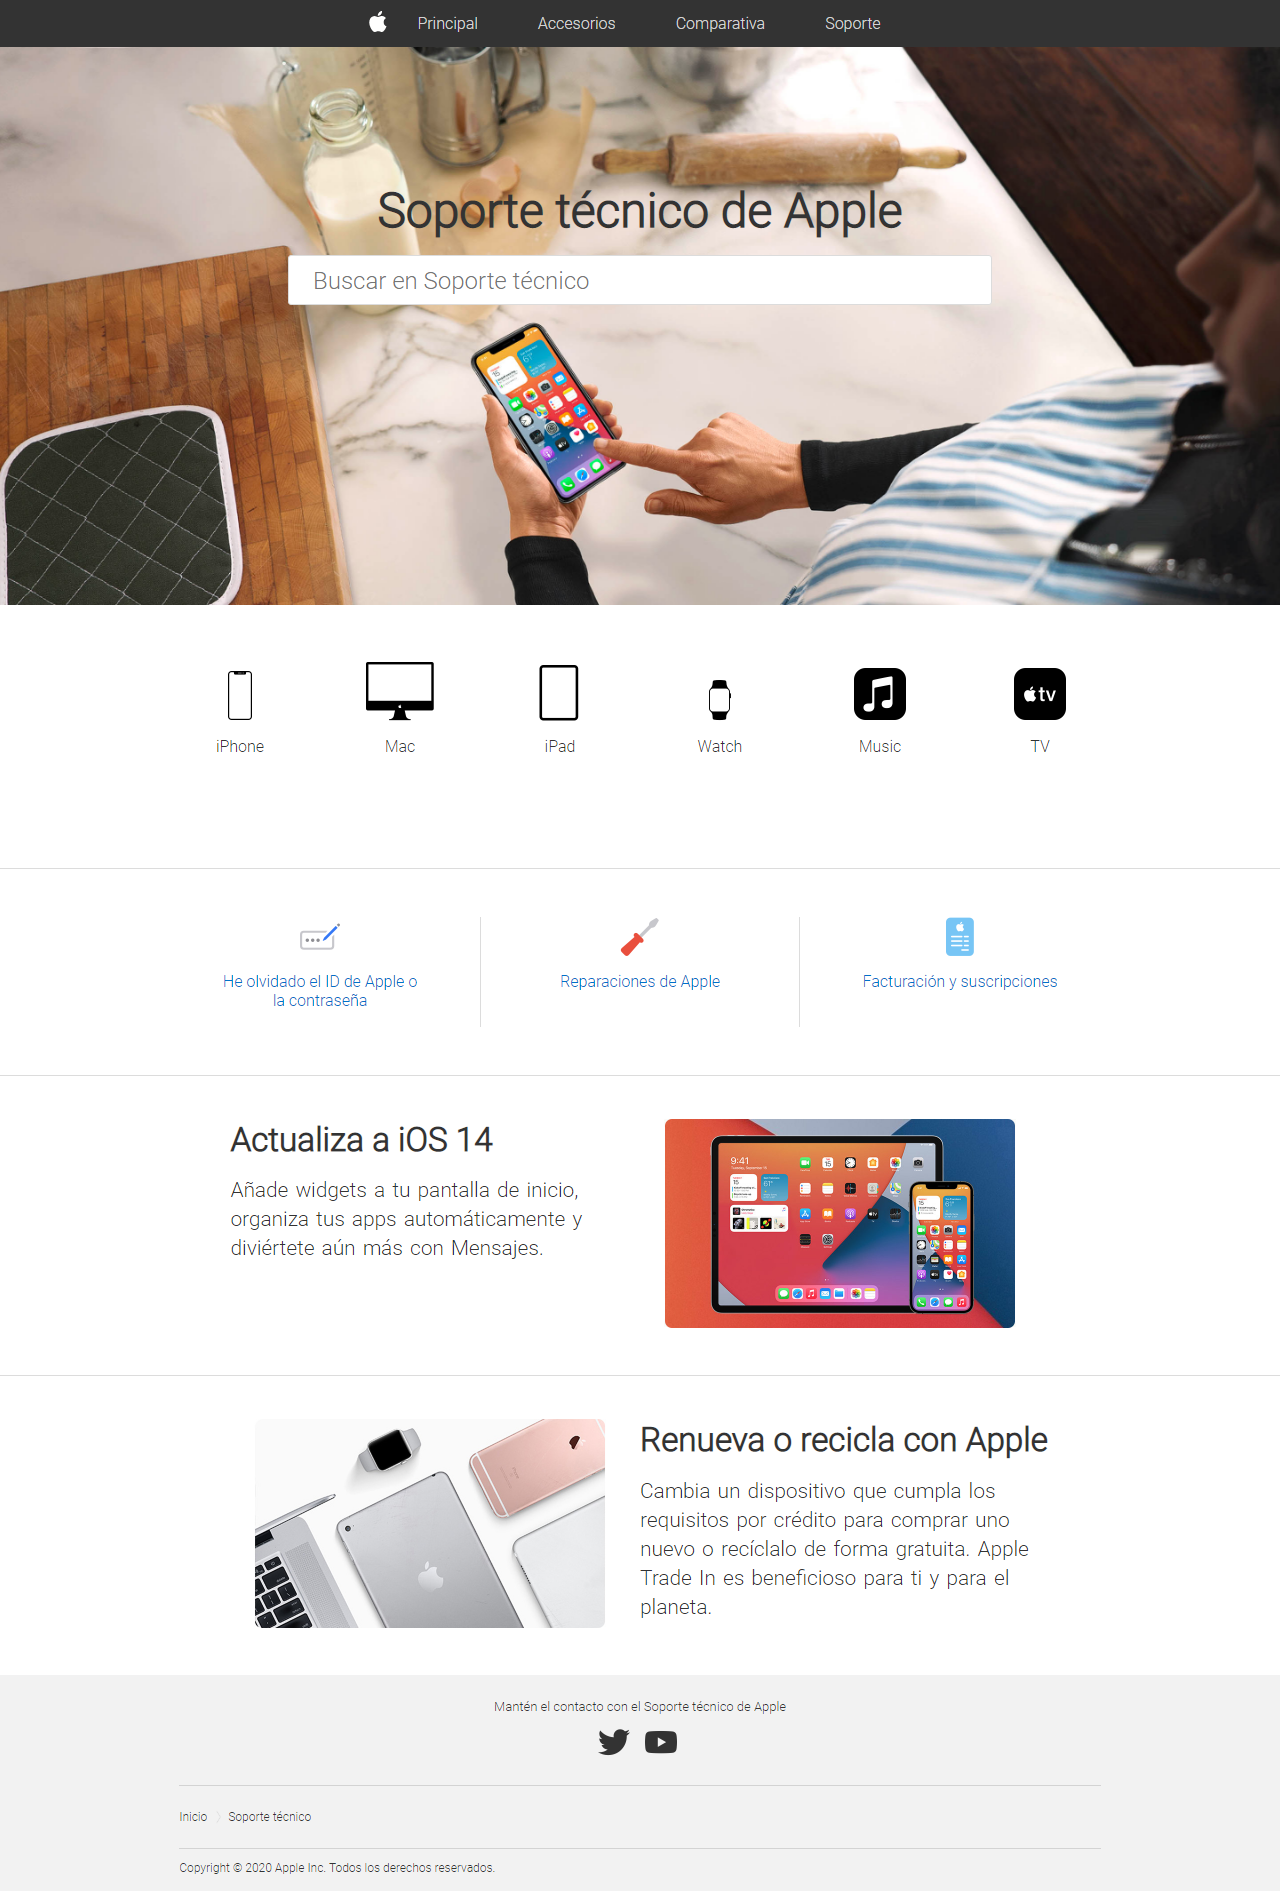 Principal Accesorios Comparativa Soporte
Soporte técnico de Apple
Buscar en Soporte técnico
tv
iPhone Mac iPad Watch Music TV
He olvidado el ID de Apple o
la contraseña
Reparaciones de Apple
Facturación y suscripciones
Actualiza a iOS 14
Añade widgets a tu pantalla de inicio,
organiza tus apps automáticamente y
diviértete aún más con Mensajes.
9:41
Renueva o recicla con Apple
Cambia un dispositivo que cumpla los
requisitos por crédito para comprar uno
nuevo o recíclalo de forma gratuita. Apple
Trade In es beneficioso para ti y para el
planeta.
Mantén el contacto con el Soporte técnico de Apple
Inicio Soporte técnico
Copyright © 2020 Apple Inc. Todos los derechos reservados.